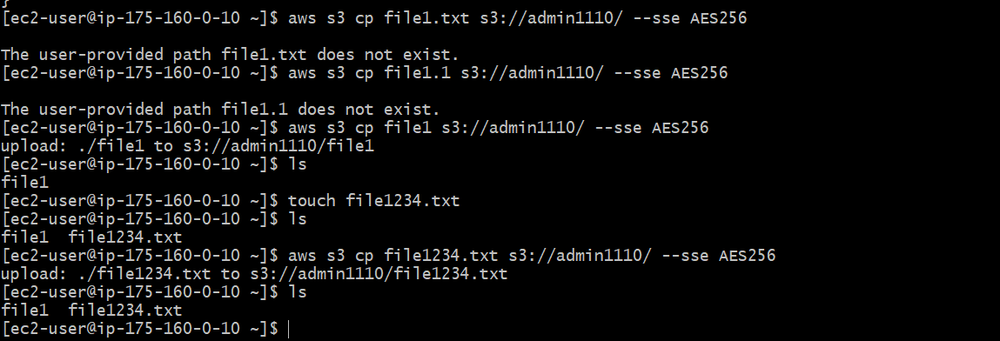 }
[ec2-user@ip-175-160-0-10 ~]$ aws s3 cp file1.txt s3://admin1110/ --sse AES256
The user-provided path file1.txt does not exist.
[ec2-user@ip-175-160-0-10 ~]$ aws s3 cp file1.1 s3://admin1110/ --sse AES256
The user-provided path file1.1 does not exist.
[ec2-user@ip-175-160-0-10 ~]$ aws s3 cp file1 s3://admin1110/ --sse AES256
upload: ./file1 to s3://admin1110/file1
[ec2-user@ip-175-160-0-10 ~]$ ls
file1
[ec2-user@ip-175-160-0-10 ~]$ touch file1234.txt
[ec2-user@ip-175-160-0-10 ~]$ ls
file1  file1234.txt
[ec2-user@ip-175-160-0-10 ~]$ aws s3 cp file1234.txt s3://admin1110/ --sse AES256
upload: ./file1234.txt to s3://admin1110/file1234.txt
[ec2-user@ip-175-160-0-10 ~]$ ls
file1  file1234.txt
[ec2-user@ip-175-160-0-10 ~]$